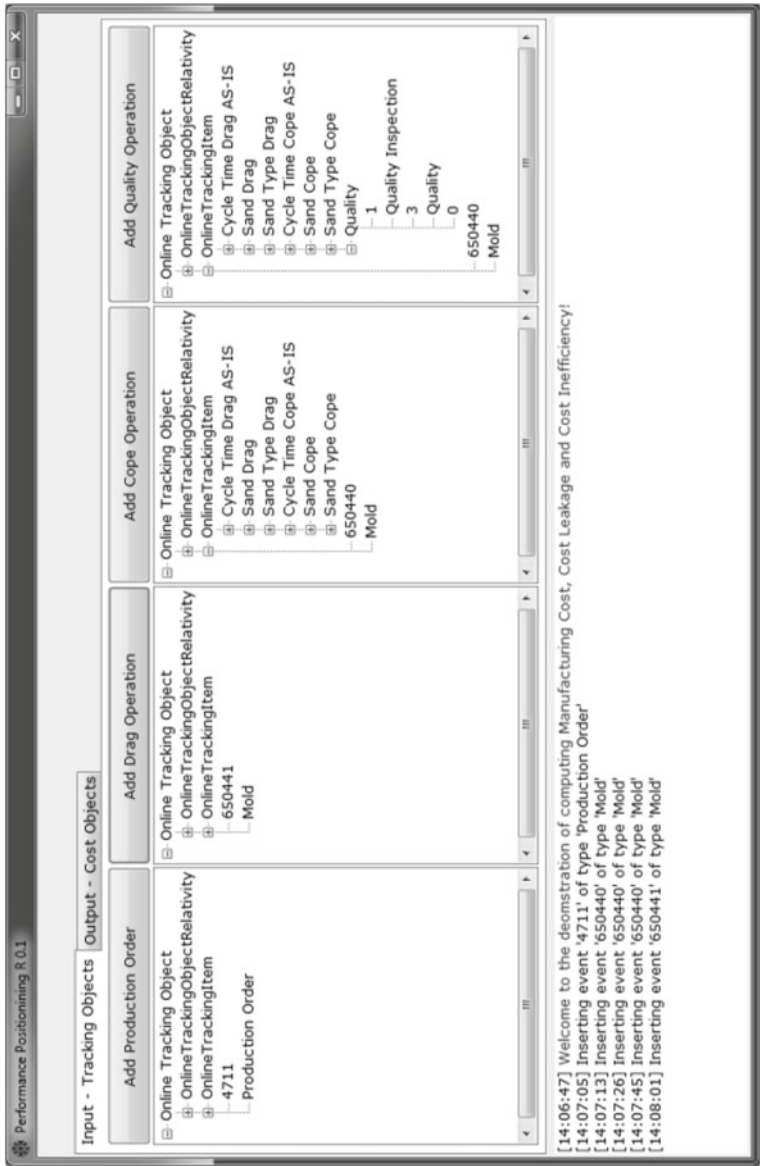 Performance Positionining R 0.1
Input - Tracking Objects
Output - Cost Objects
Add Production Order
Online Tracking Object
OnlineTrackingObjectRelativity
OnlineTrackingItem
4711
Production Order
Add Drag Operation
Online Tracking Object
OnlineTrackingObjectRelativity
OnlineTrackingItem
650441
Mold
Add Cope Operation
Online Tracking Object
OnlineTrackingObjectRelativity
OnlineTrackingItem
Cycle Time Drag AS-IS
Sand Drag
Sand Type Drag
Cycle Time Cope AS-IS
Sand Cope
Sand Type Cope
650440
Mold
Add Quality Operation
Online Tracking Object
OnlineTrackingObjectRelativity
OnlineTrackingItem
Cycle Time Drag AS-IS
Sand Drag
Sand Type Drag
Cycle Time Cope AS-IS
Sand Cope
Sand Type Cope
Quality
1
Quality Inspection
3
Quality
0
650440
Mold
[14:06:47] Welcome to the deomstration of computing Manufacturing Cost, Cost Leakage and Cost Inefficiency!
[14:07:05] Inserting event '4711' of type 'Production Order'
[14:07:13] Inserting event '650440' of type 'Mold'
[14:07:26] Inserting event '650440' of type 'Mold'
[14:07:45] Inserting event '650440' of type 'Mold'
[14:08:01] Inserting event '650441' of type 'Mold'